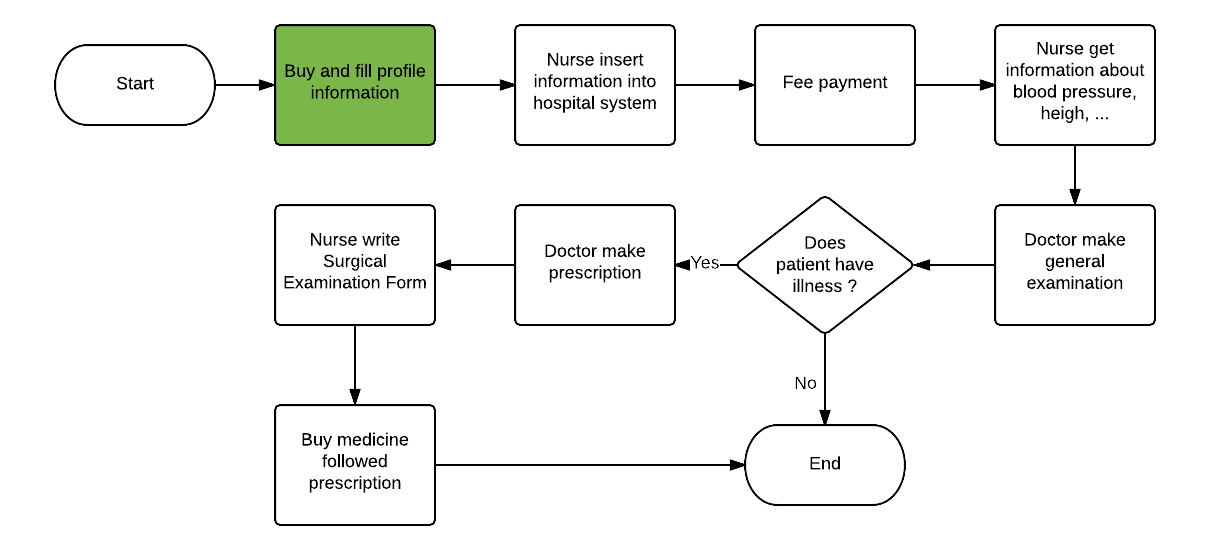 Start
Buy and fill profile
information
Nurse insert
information into
hospital system
Fee payment
Nurse get
information about
blood pressure,
heigh, ...
Doctor make
general
examination
Does
patient have
illness ?
Yes
Doctor make
prescription
Nurse write
Surgical
Examination Form
No
Buy medicine
followed
prescription
End